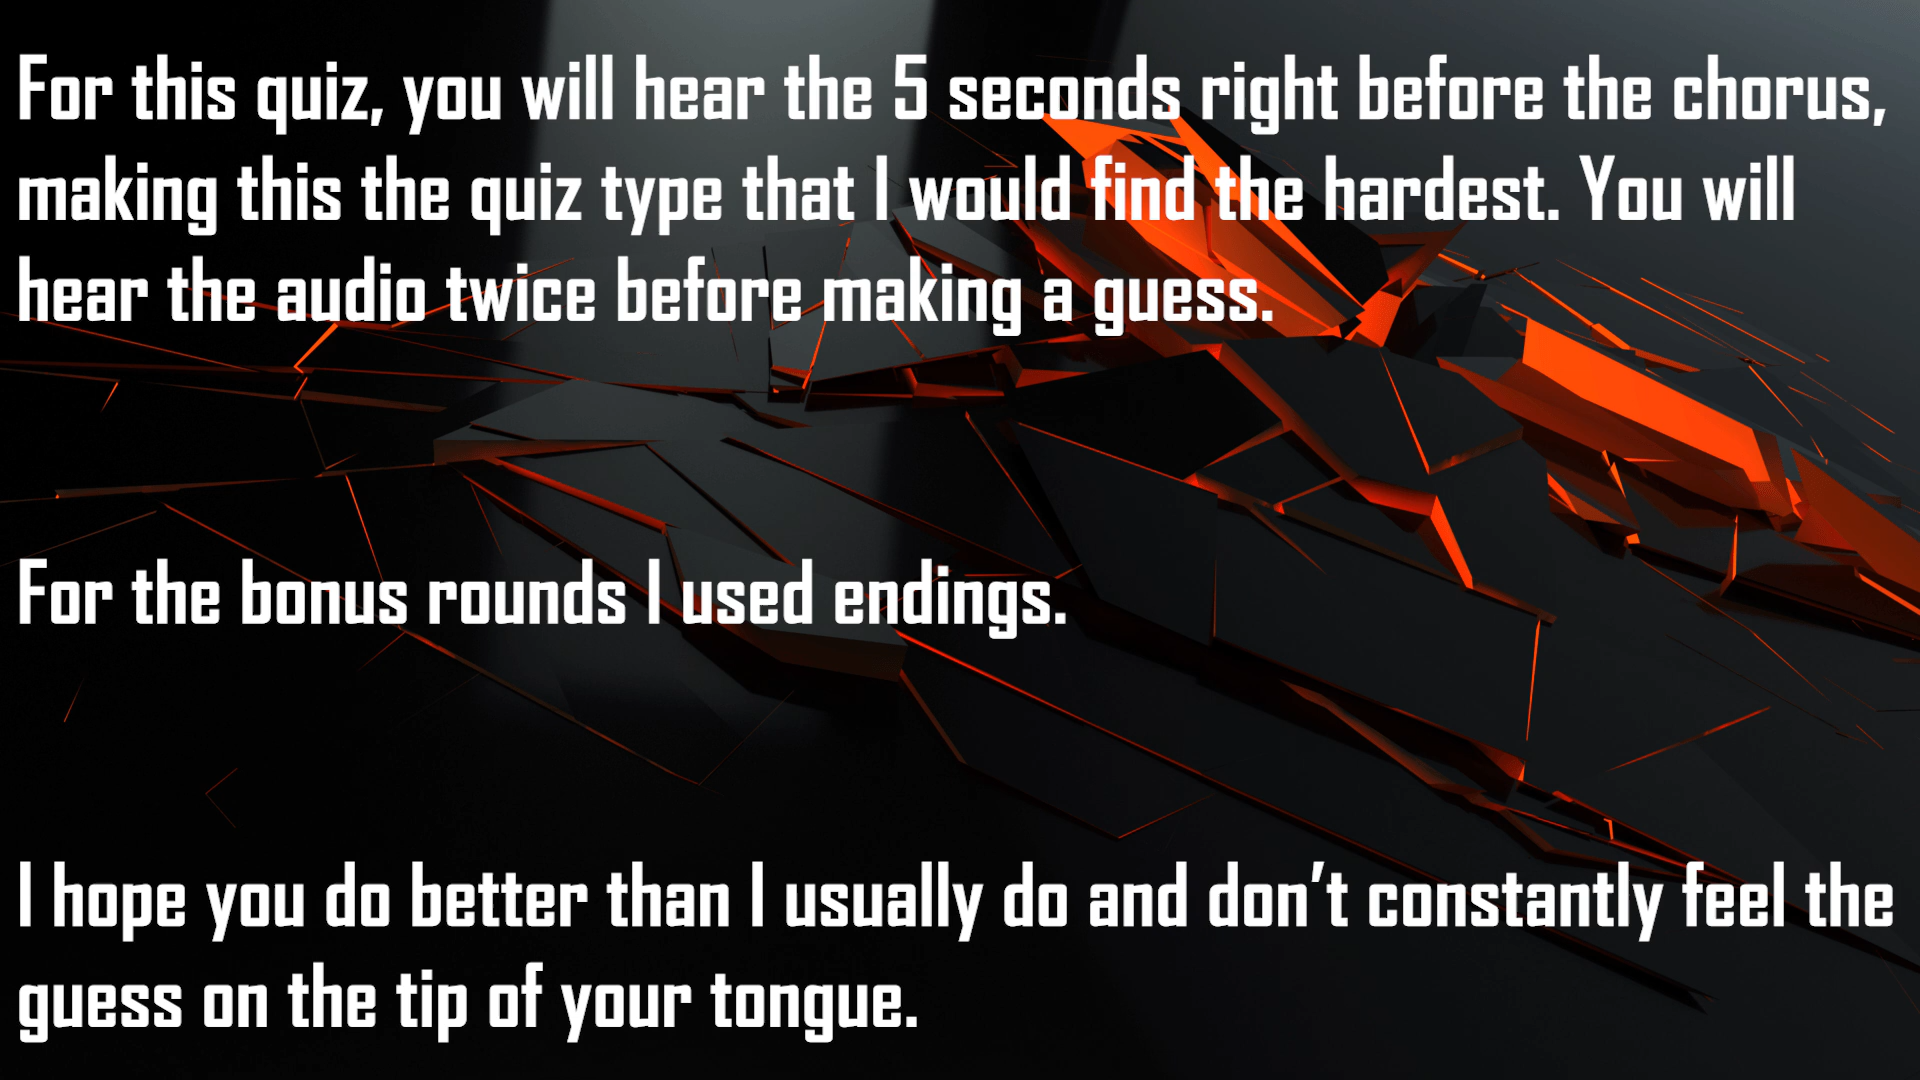 For this quiz, you will hear the 5 seconds right before the chorus,
making this the quiz type that I would find the hardest. You will
hear the audio twice before making a guess.
For the bonus rounds I used endings.
I hope you do better than I usually do and don’t constantly feel the
guess on the tip of your tongue.